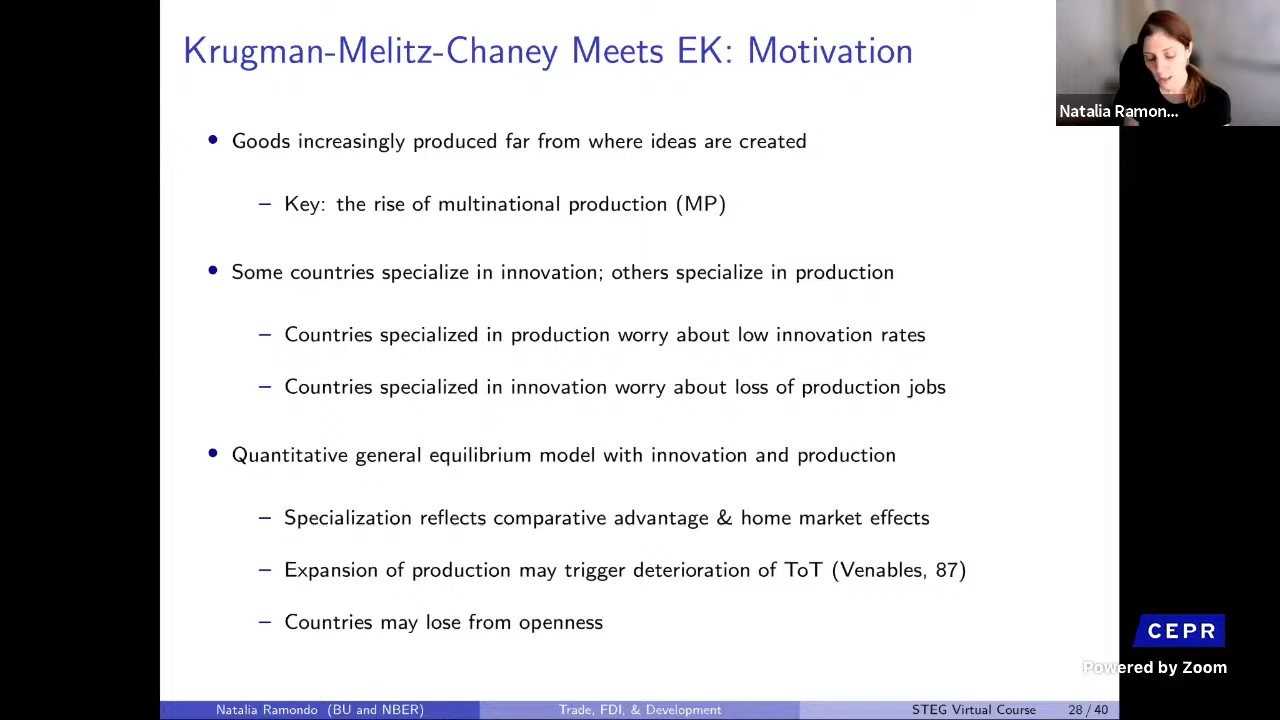 Krugman-Melitz-Chaney Meets EK: Motivation
Natalia Ramon...
• Goods increasingly produced far from where ideas are created
– Key: the rise of multinational production (MP)
• Some countries specialize in innovation; others specialize in production
– Countries specialized in production worry about low innovation rates
– Countries specialized in innovation worry about loss of production jobs
• Quantitative general equilibrium model with innovation and production
– Specialization reflects comparative advantage & home market effects
– Expansion of production may trigger deterioration of ToT (Venables, 87)
– Countries may lose from openness
CEPR
Powered by Zoom
Natalia Ramondo (BU and NBER) Trade, FDI, & Development STEG Virtual Course 28 / 40